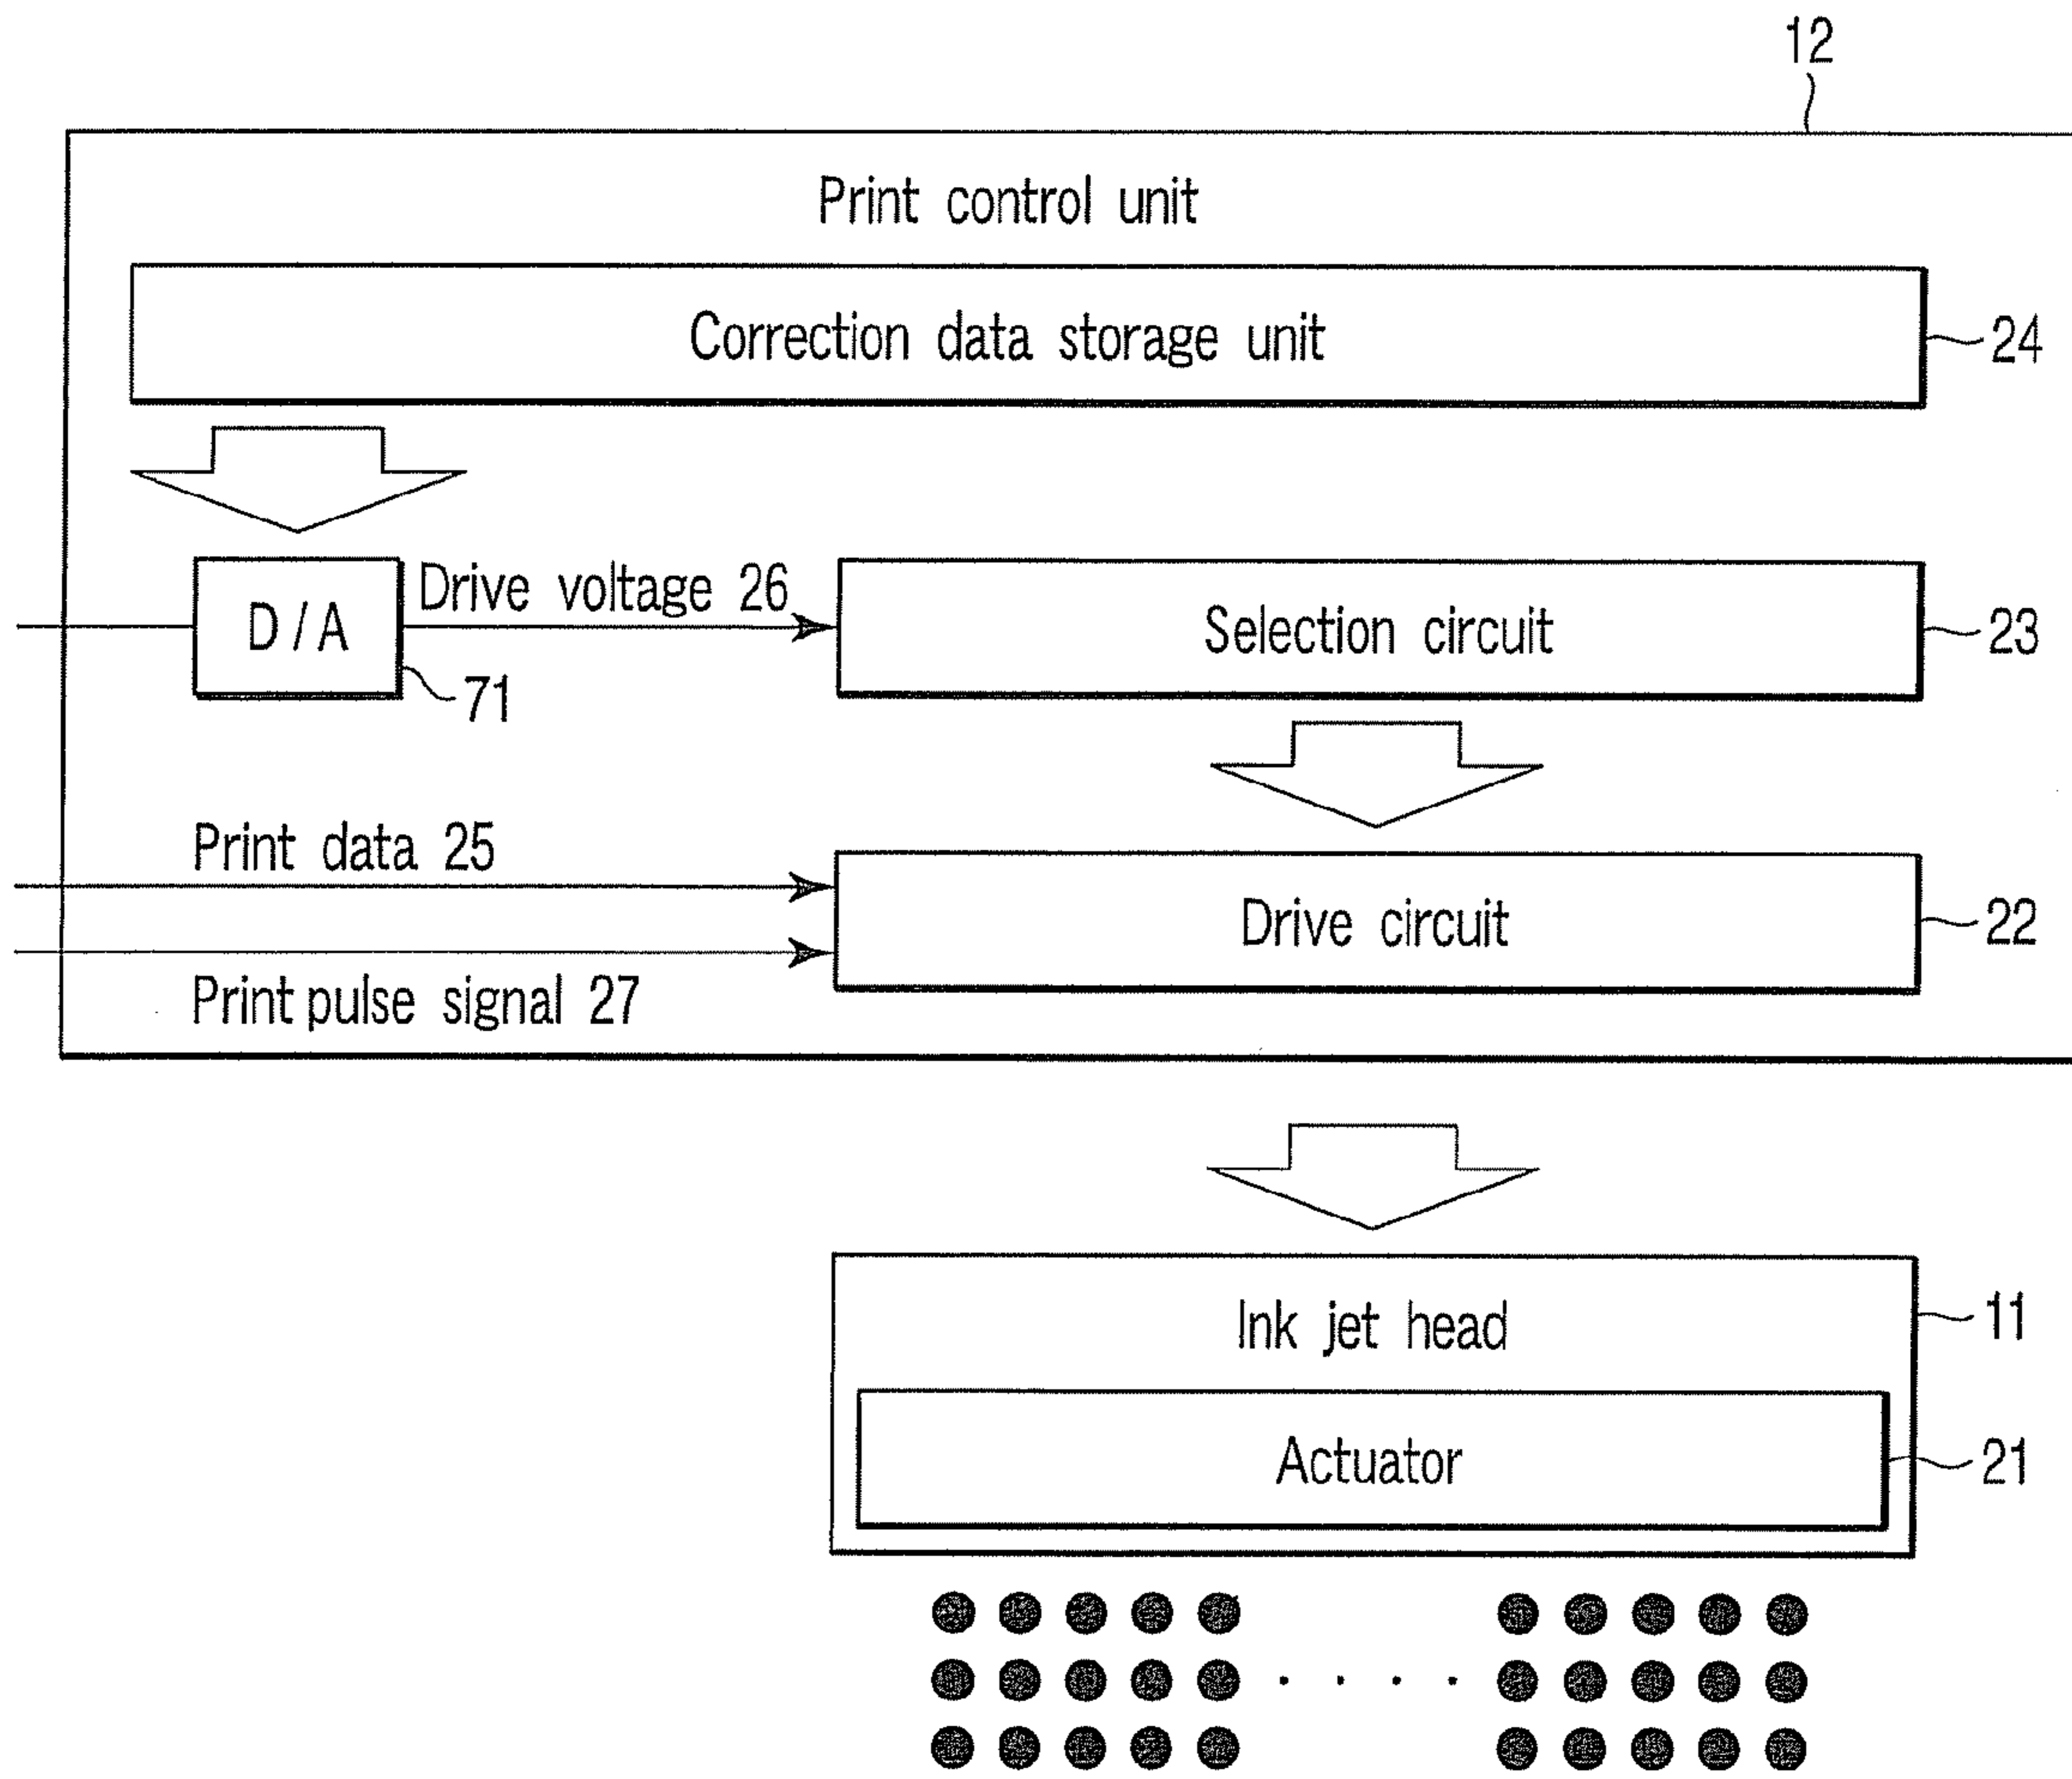 12
Print control unit
Correction data storage unit
24
D/A
71
Drive voltage 26
Selection circuit
23
Print data 25
Print pulse signal 27
Drive circuit
22
Ink jet head
11
Actuator
21